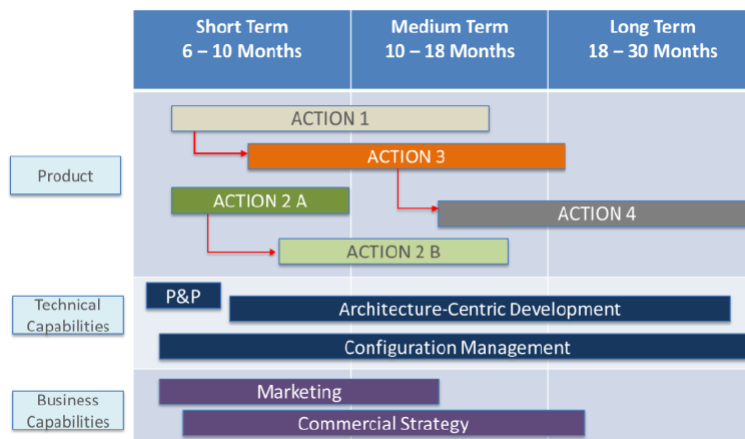 Short Term
6 – 10 Months
Medium Term
10 – 18 Months
Long Term
18 – 30 Months
Product
ACTION 1
ACTION 3
ACTION 2 A
ACTION 4
ACTION 2 B
Technical
Capabilities
P&P
Architecture-Centric Development
Configuration Management
Business
Capabilities
Marketing
Commercial Strategy